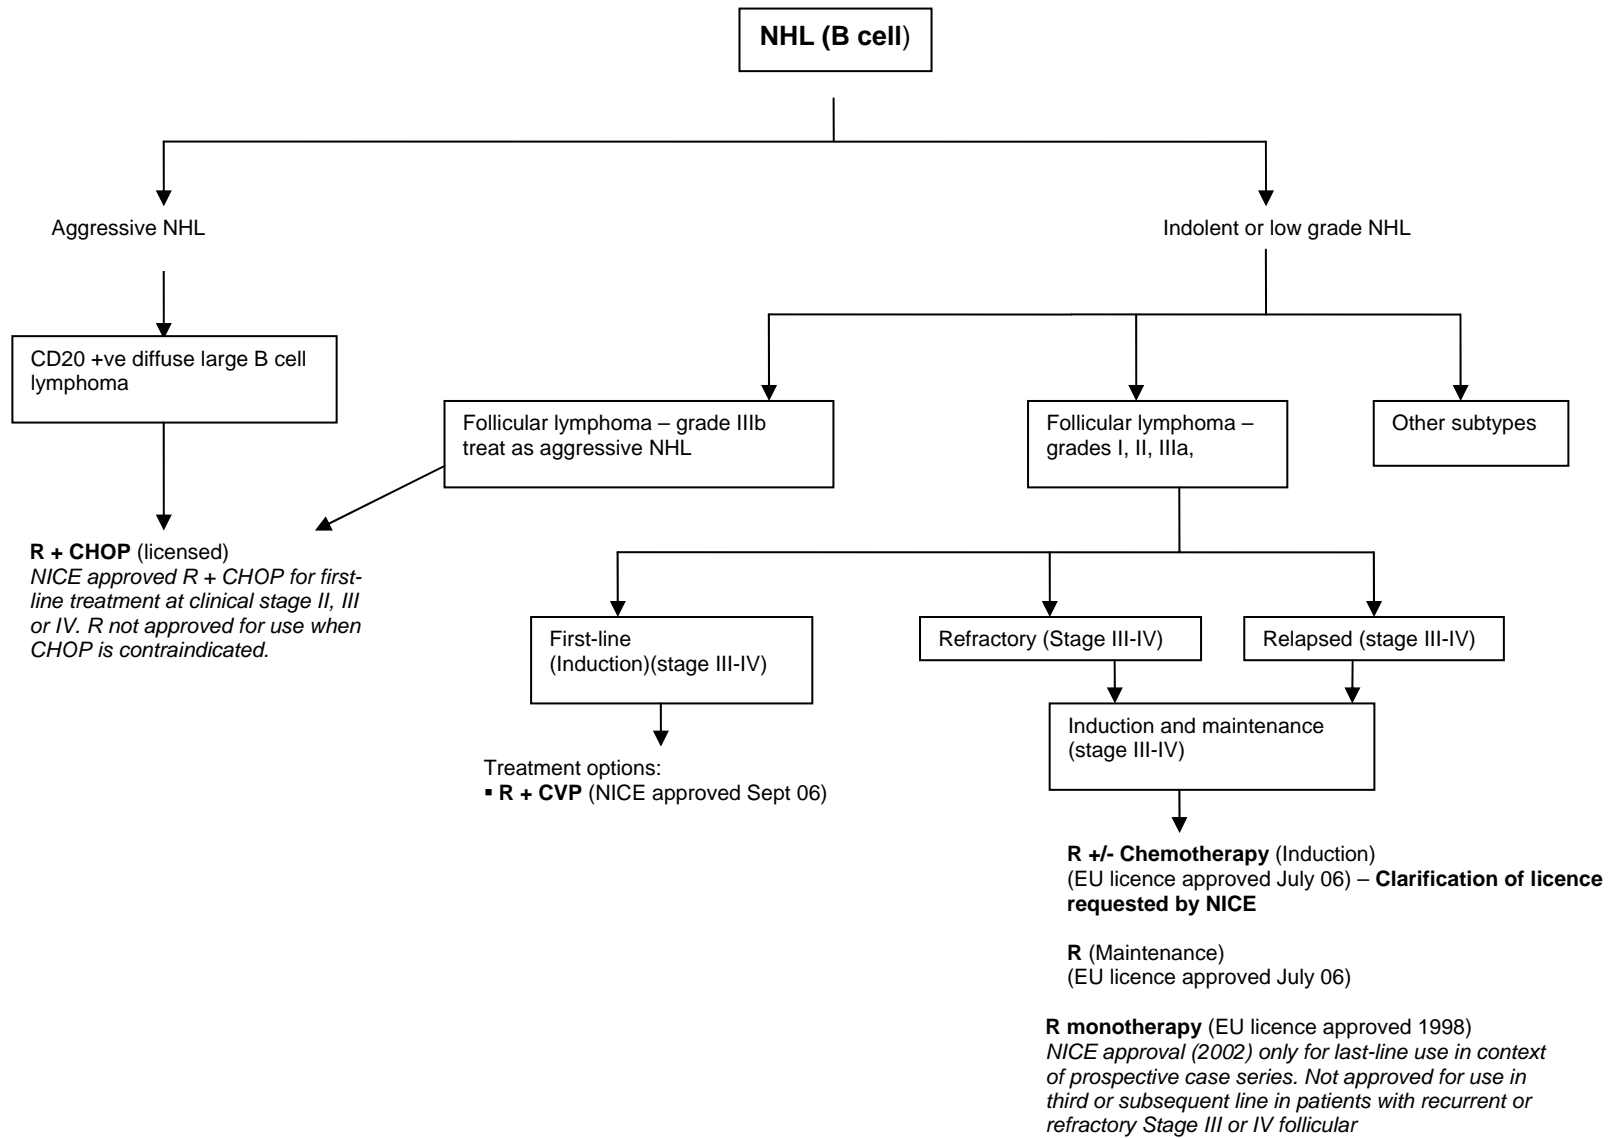 NHL (B cell)
Aggressive NHL
Indolent or low grade NHL
CD20 +ve diffuse large B cell
lymphoma
Follicular lymphoma – grade IIIb
treat as aggressive NHL
Follicular lymphoma –
grades I, II, IIIa,
Other subtypes
R + CHOP (licensed)
NICE approved R + CHOP for first-
line treatment at clinical stage II, III
or IV. R not approved for use when
CHOP is contraindicated.
First-line
(Induction)(stage III-IV)
Refractory (Stage III-IV)
Relapsed (stage III-IV)
Induction and maintenance
(stage III-IV)
Treatment options:
▪ R + CVP (NICE approved Sept 06)
R +/- Chemotherapy (Induction)
(EU licence approved July 06) – Clarification of licence
requested by NICE
R (Maintenance)
(EU licence approved July 06)
R monotherapy (EU licence approved 1998)
NICE approval (2002) only for last-line use in context
of prospective case series. Not approved for use in
third or subsequent line in patients with recurrent or
refractory Stage III or IV follicular